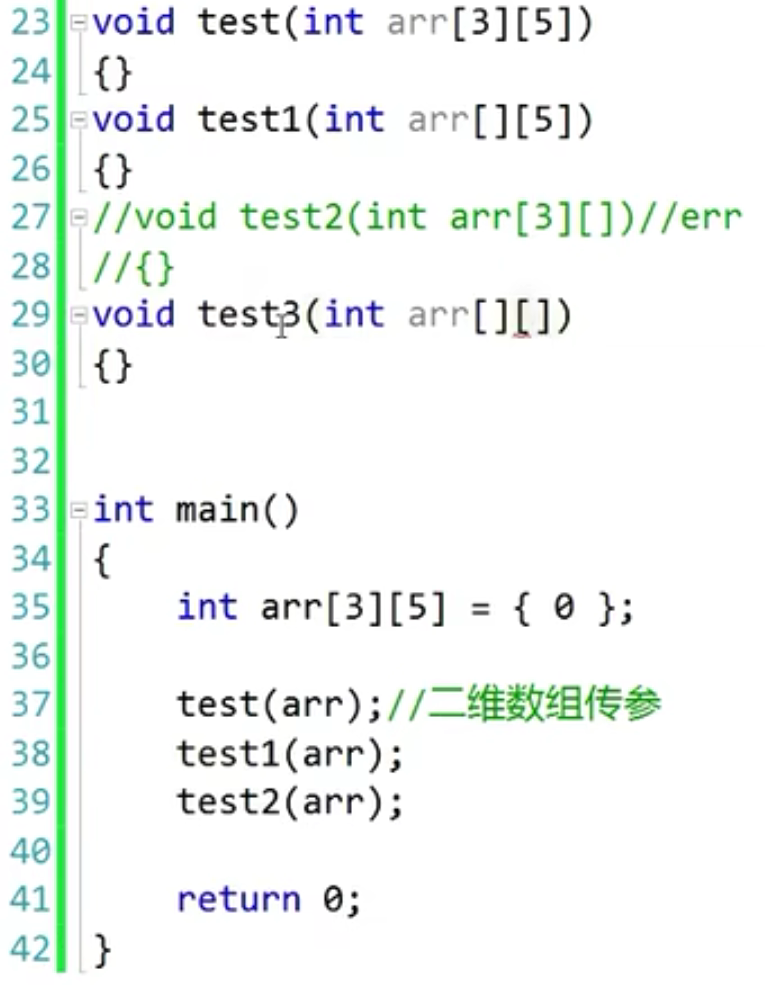 23 void test(int arr[3][5])
24 {}
25 void test1(int arr[][5])
26 {}
27 //void test2(int arr[3][])//err
28 //{}
29 void test3(int arr[][])
30 {}
31
32
33 int main()
34 {
35     int arr[3][5] = { 0 };
36
37     test(arr);//二维数组传参
38     test1(arr);
39     test2(arr);
40
41     return 0;
42 }